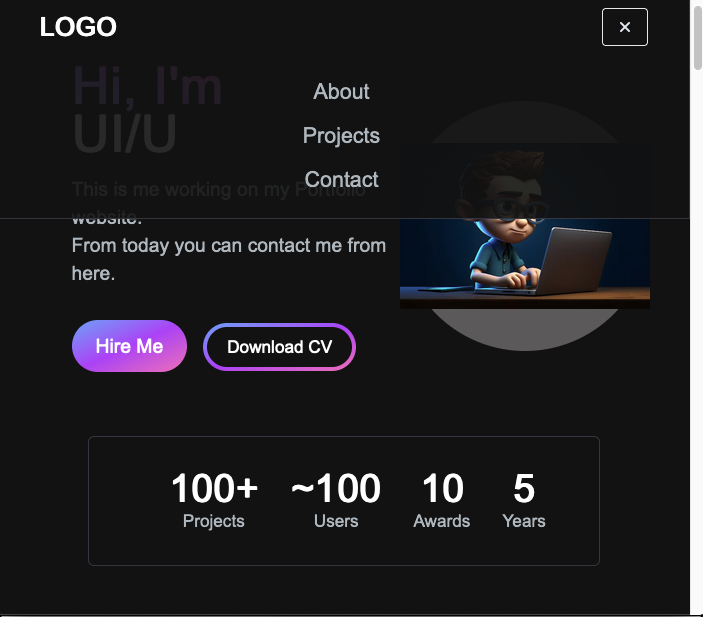 LOGO
About
Projects
Contact
Hi, I'm
UI/U
This is me working on my Portfolio
website.
From today you can contact me from
here.
Hire Me
Download CV
100+
Projects
~100
Users
10
Awards
5
Years